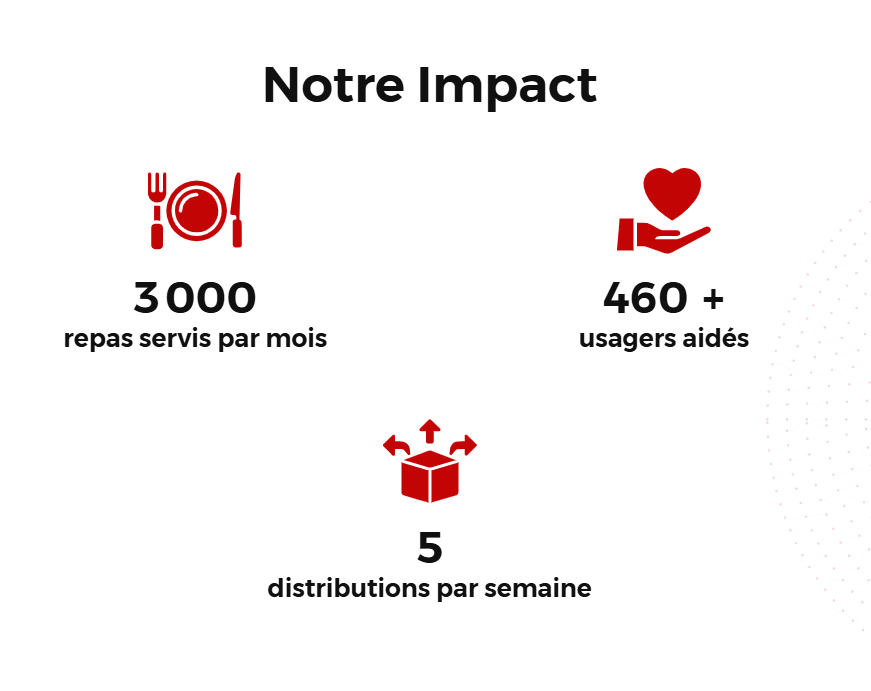 Notre Impact
3 000
repas servis par mois
460 +
usagers aidés
5
distributions par semaine